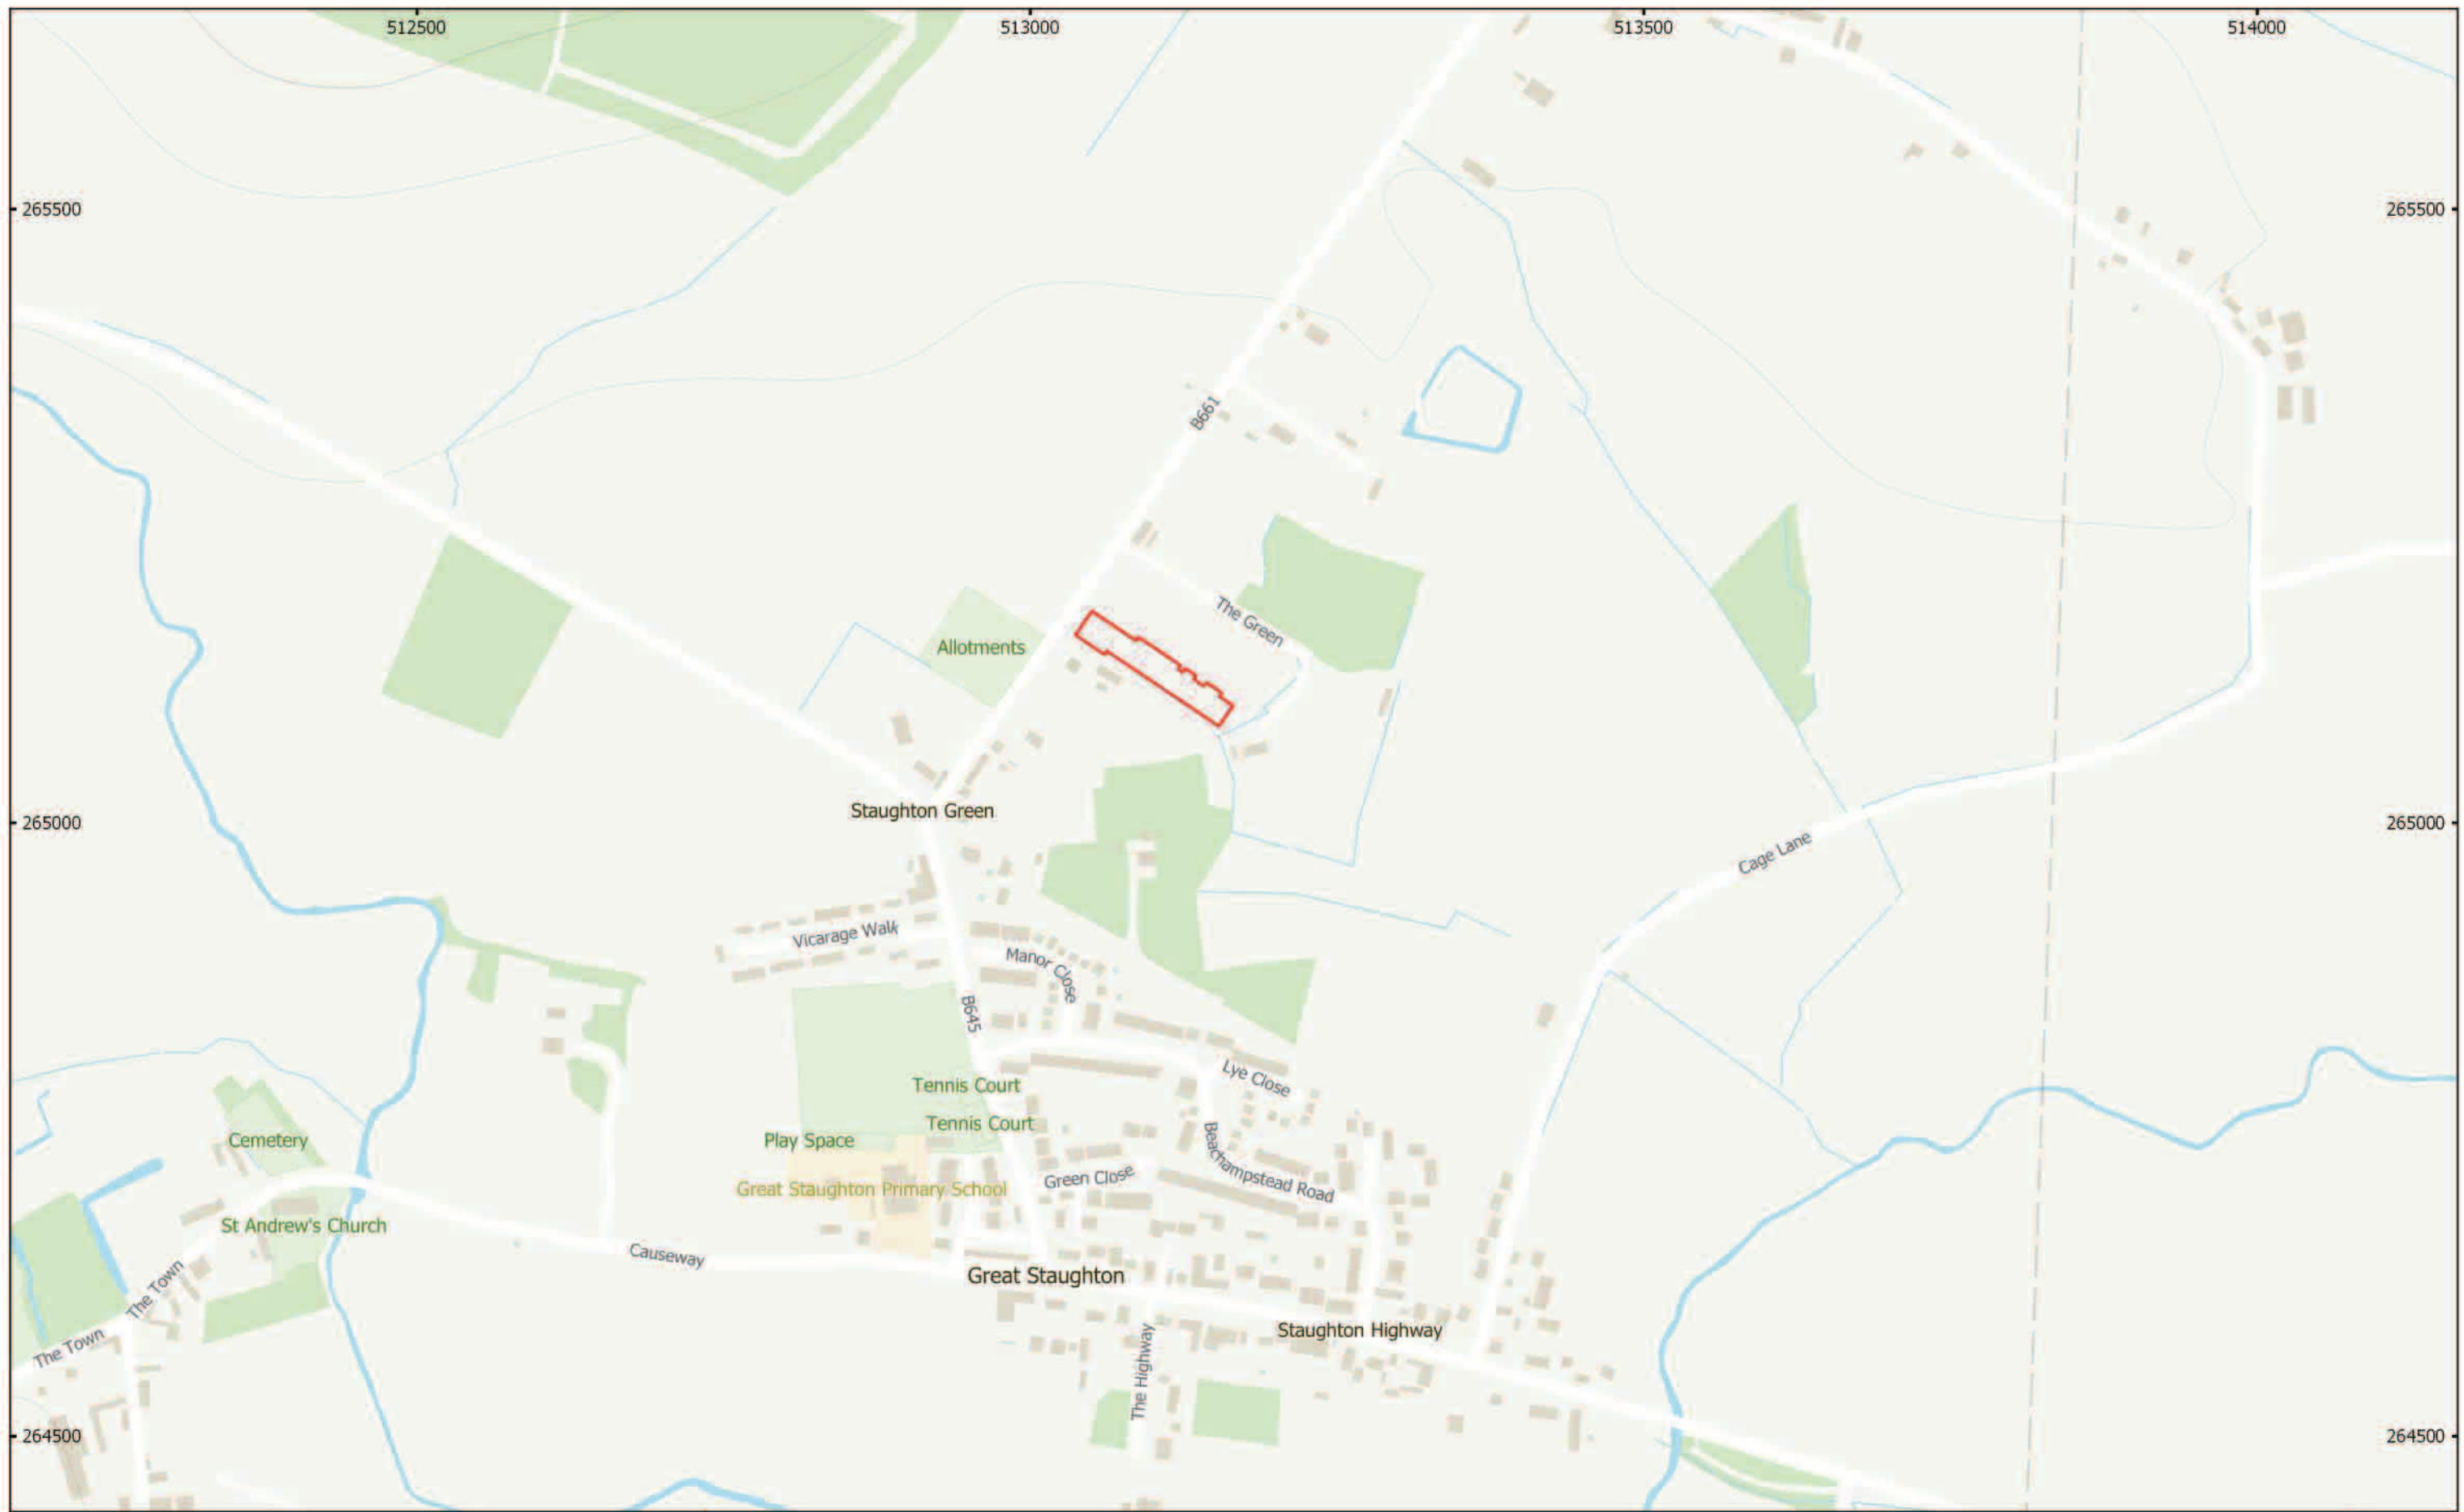 512500
513000
513500
514000
265500
265500
B661
The Green
Allotments
Staughton Green
265000
265000
Cage Lane
Vicarage Walk
Manor Close
B645
Tennis Court
Lye Close
Tennis Court
Cemetery
Play Space
Beachampstead Road
Green Close
Great Staughton Primary School
St Andrew's Church
Causeway
The Town
Great Staughton
Staughton Highway
The Town
The Highway
264500
264500